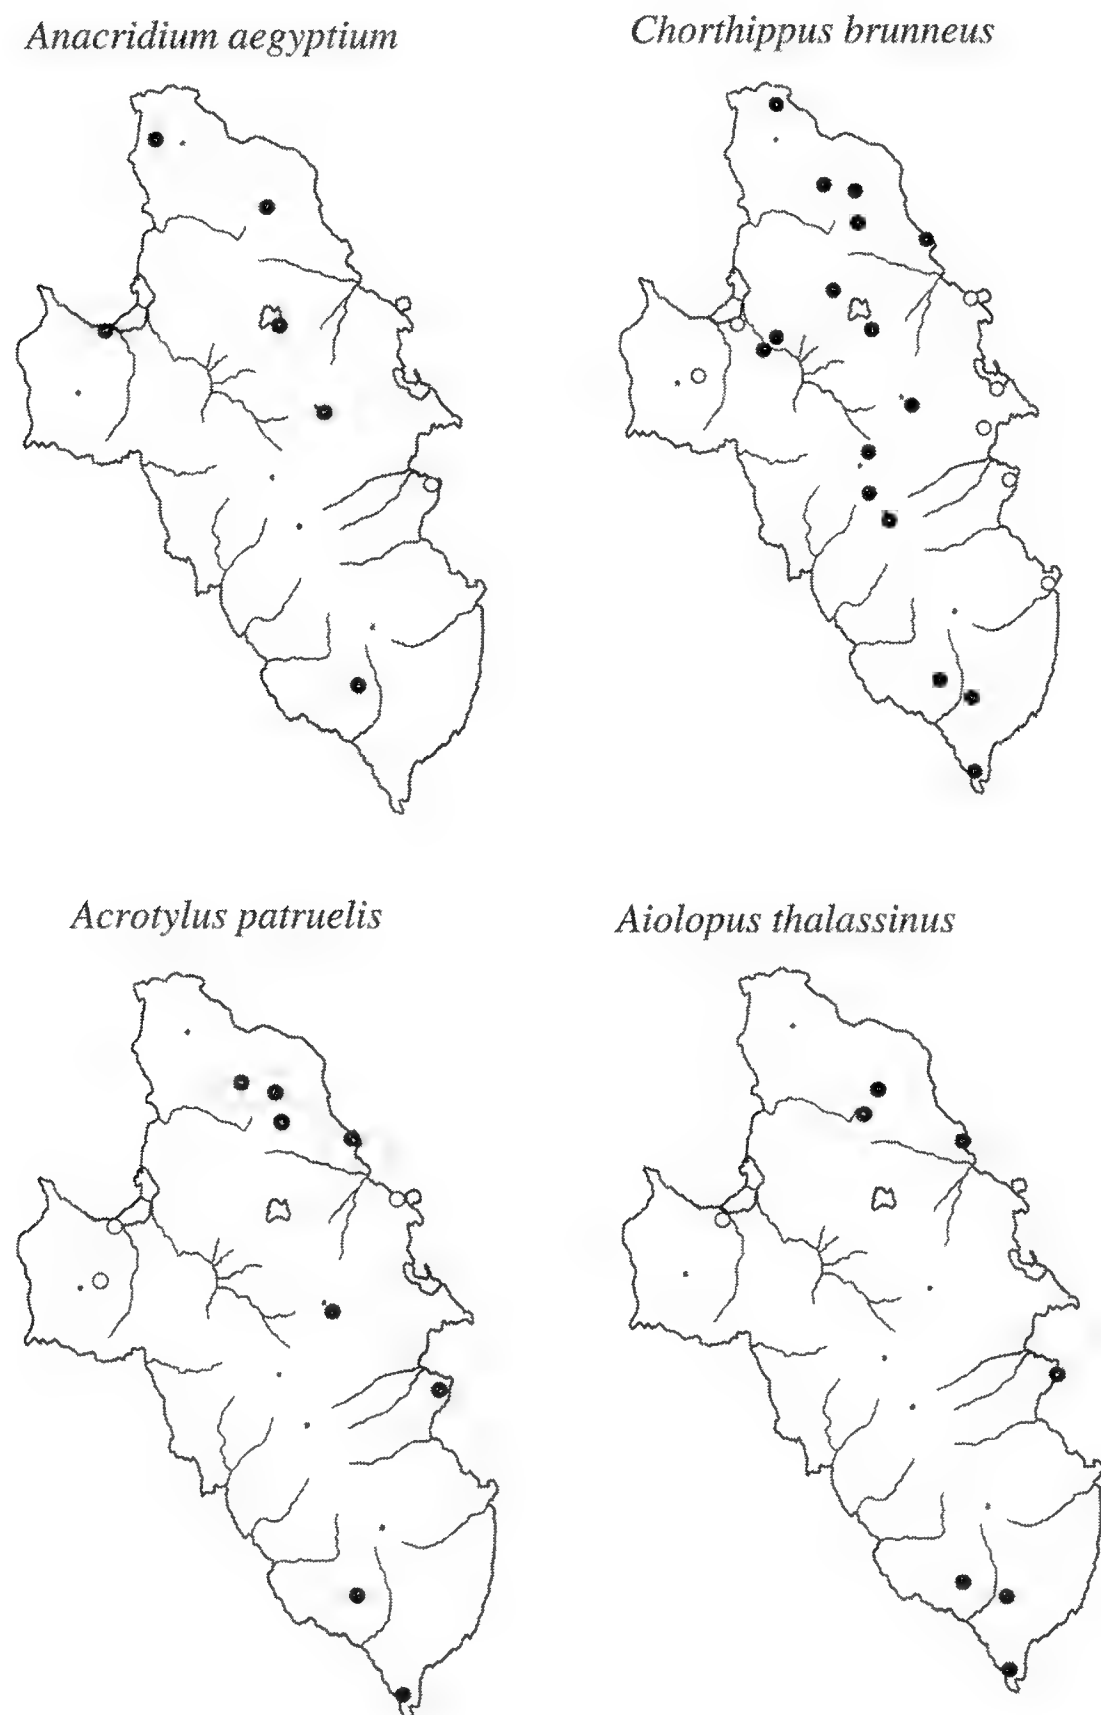 Anacridium aegyptium
Chorthippus brunneus
Acrotylus patruelis
Aiolopus thalassinus